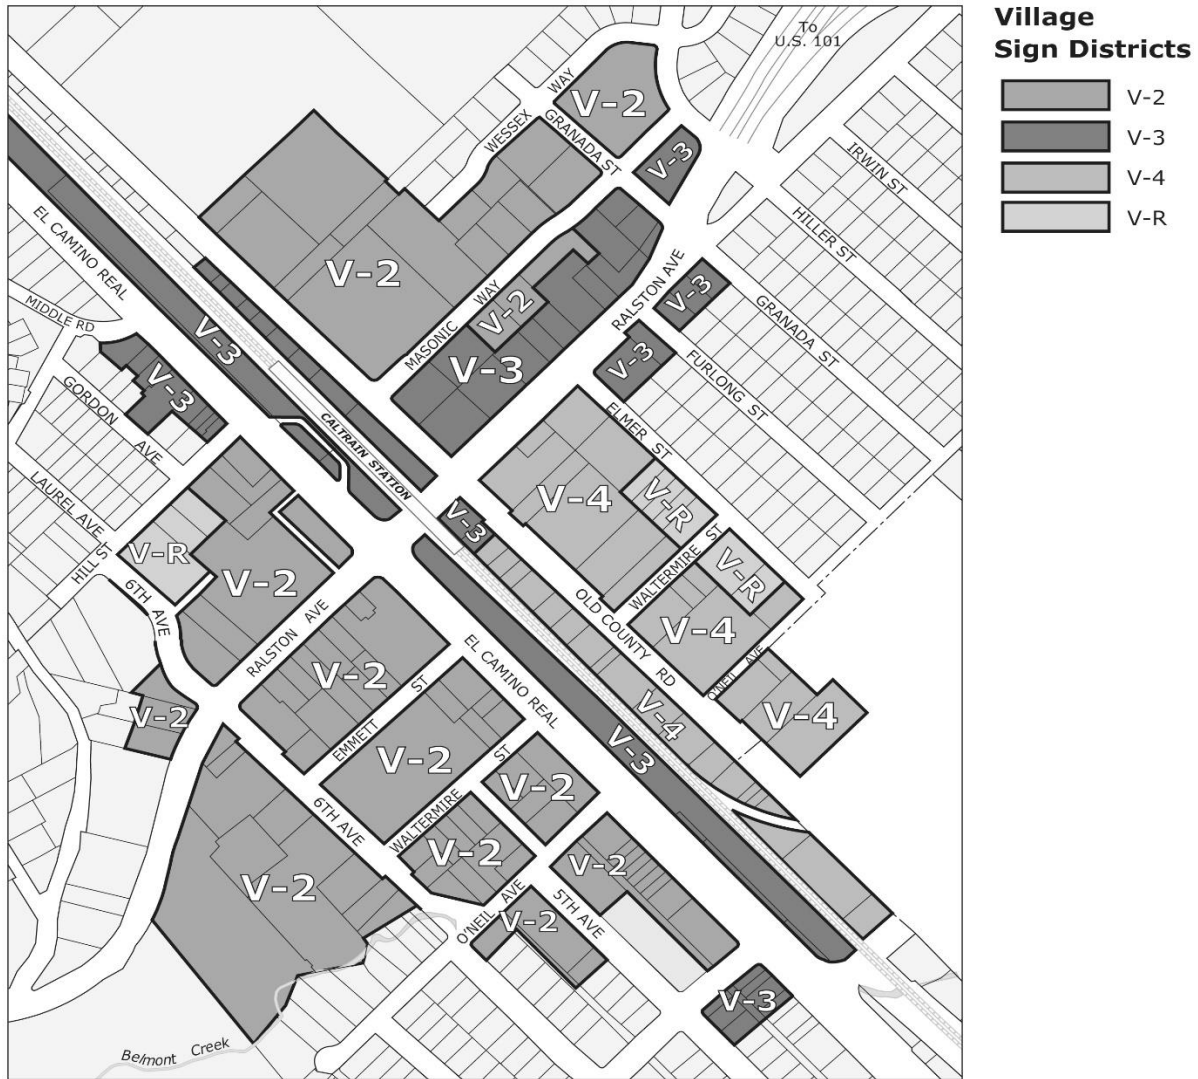 Village
Sign Districts
V-2
V-3
V-4
V-R
To
U.S. 101
WESSEX WAY
V-2
GRANADA ST
V-3
IRWIN ST
HILLER ST
EL CAMINO REAL
V-2
RALSTON AVE
V-3
GRANADA ST
MIDDLE RD
V-3
MASONIC WAY
V-2
V-3
V-3
FURLONG ST
V-3
GORDON AVE
ELMER ST
CALTRAIN STATION
LAUREL AVE
V-4
V-R
V-3
HILL ST
V-R
V-2
WALTERMIRE ST
V-R
6TH AVE
OLD COUNTY RD
V-4
RALSTON AVE
V-2
EL CAMINO REAL
O'NEIL AVE
V-2
EMMETT ST
V-4
V-4
V-3
V-2
V-2
6TH AVE
WALTERMIRE ST
V-2
V-2
V-2
O'NEIL AVE
V-2
5TH AVE
V-3
Belmont Creek